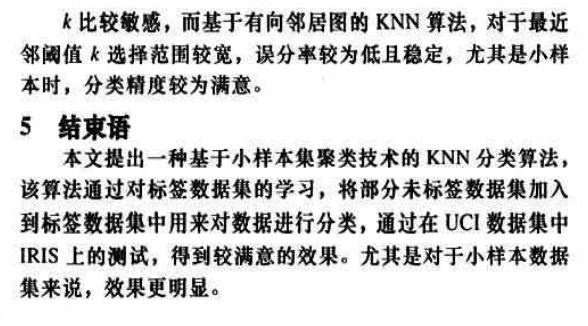 k 比较敏感，而基于有向邻居图的 KNN 算法，对于最近
邻阈值 k 选择范围较宽，误分率较为低且稳定，尤其是小样
本时，分类精度较为满意。
5 结束语
本文提出一种基于小样本集聚类技术的 KNN 分类算法，
该算法通过对标签数据集的学习，将部分未标签数据集加入
到标签数据集中用来对数据进行分类，通过在 UCI 数据集中
IRIS 上的测试，得到较满意的效果。尤其是对于小样本数据
集来说，效果更明显。